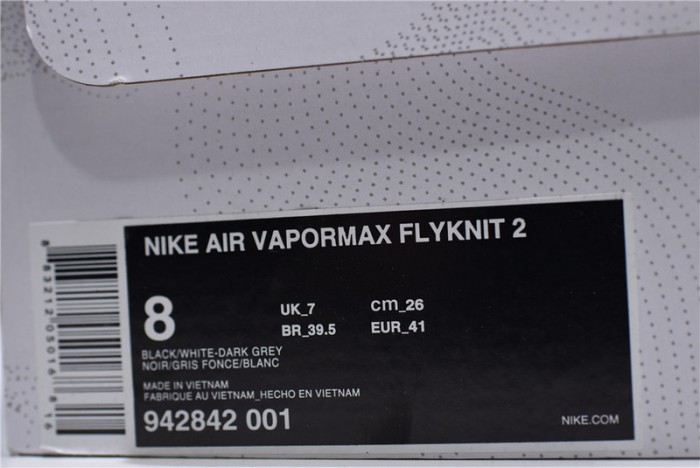 NIKE AIR VAPORMAX FLYKNIT 2
8
UK_7 cm_26
BR_39.5 EUR_41
BLACK/WHITE-DARK GREY
NOIR/GRIS FONCE/BLANC
MADE IN VIETNAM
FABRIQUE AU VIETNAM_HECHO EN VIETNAM
942842 001
NIKE.COM